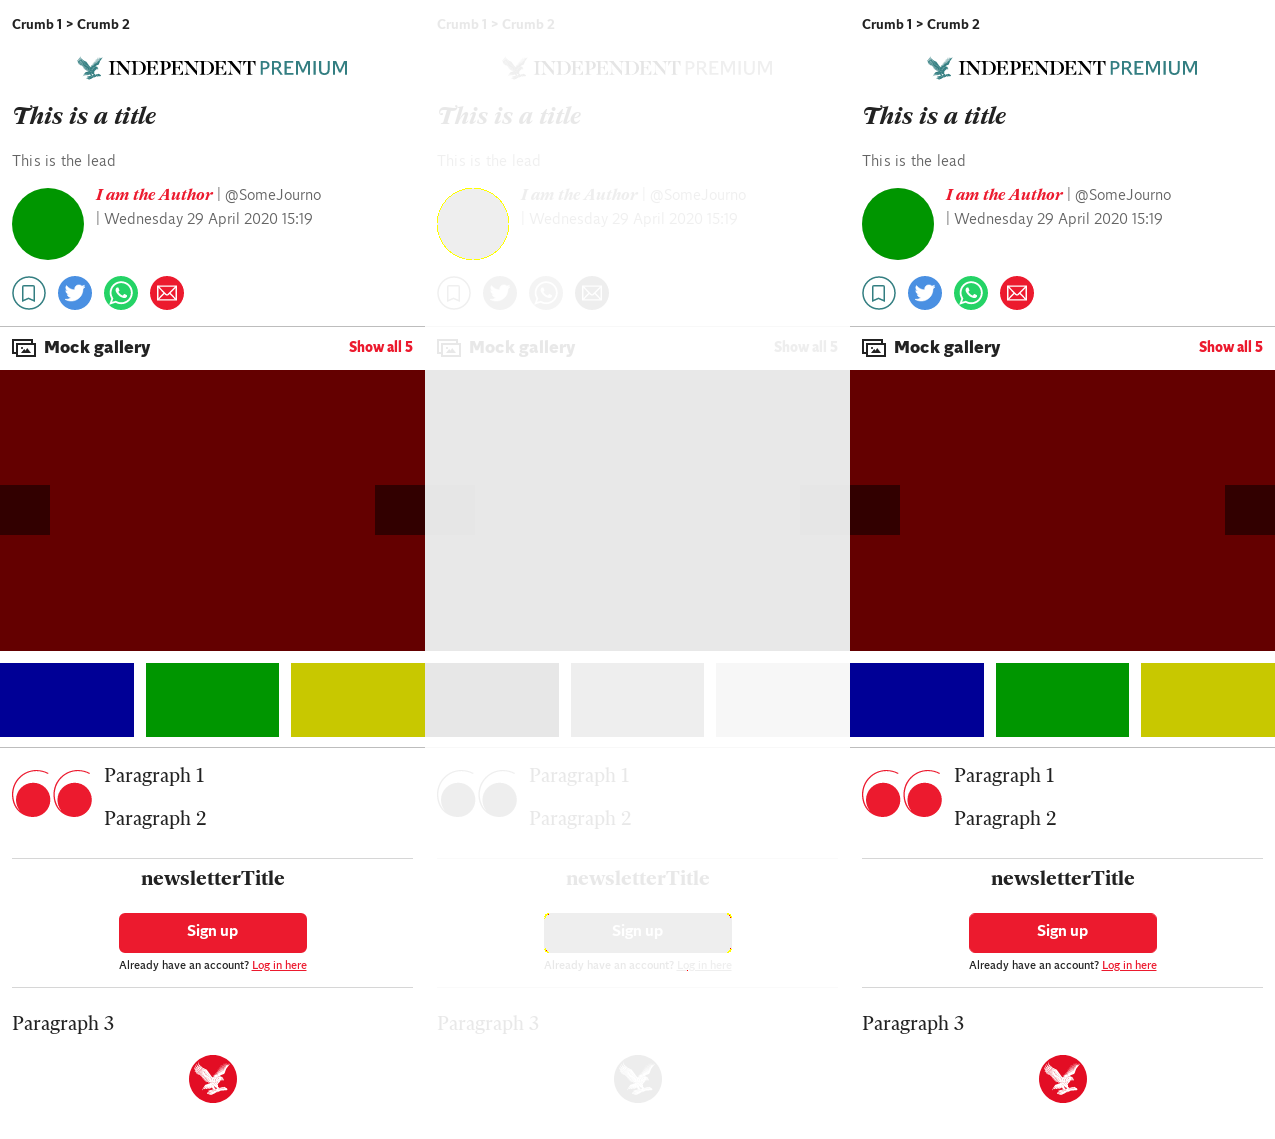 Crumb 1 > Crumb 2
INDEPENDENT PREMIUM
This is a title
This is the lead
I am the Author | @SomeJourno
| Wednesday 29 April 2020 15:19
Mock gallery
Show all 5
Paragraph 1
Paragraph 2
newsletterTitle
Sign up
Already have an account? Log in here
Paragraph 3
Crumb 1 > Crumb 2
INDEPENDENT PREMIUM
This is a title
This is the lead
I am the Author | @SomeJourno
| Wednesday 29 April 2020 15:19
Mock gallery
Show all 5
Paragraph 1
Paragraph 2
newsletterTitle
Sign up
Already have an account? Log in here
Paragraph 3
Crumb 1 > Crumb 2
INDEPENDENT PREMIUM
This is a title
This is the lead
I am the Author | @SomeJourno
| Wednesday 29 April 2020 15:19
Mock gallery
Show all 5
Paragraph 1
Paragraph 2
newsletterTitle
Sign up
Already have an account? Log in here
Paragraph 3